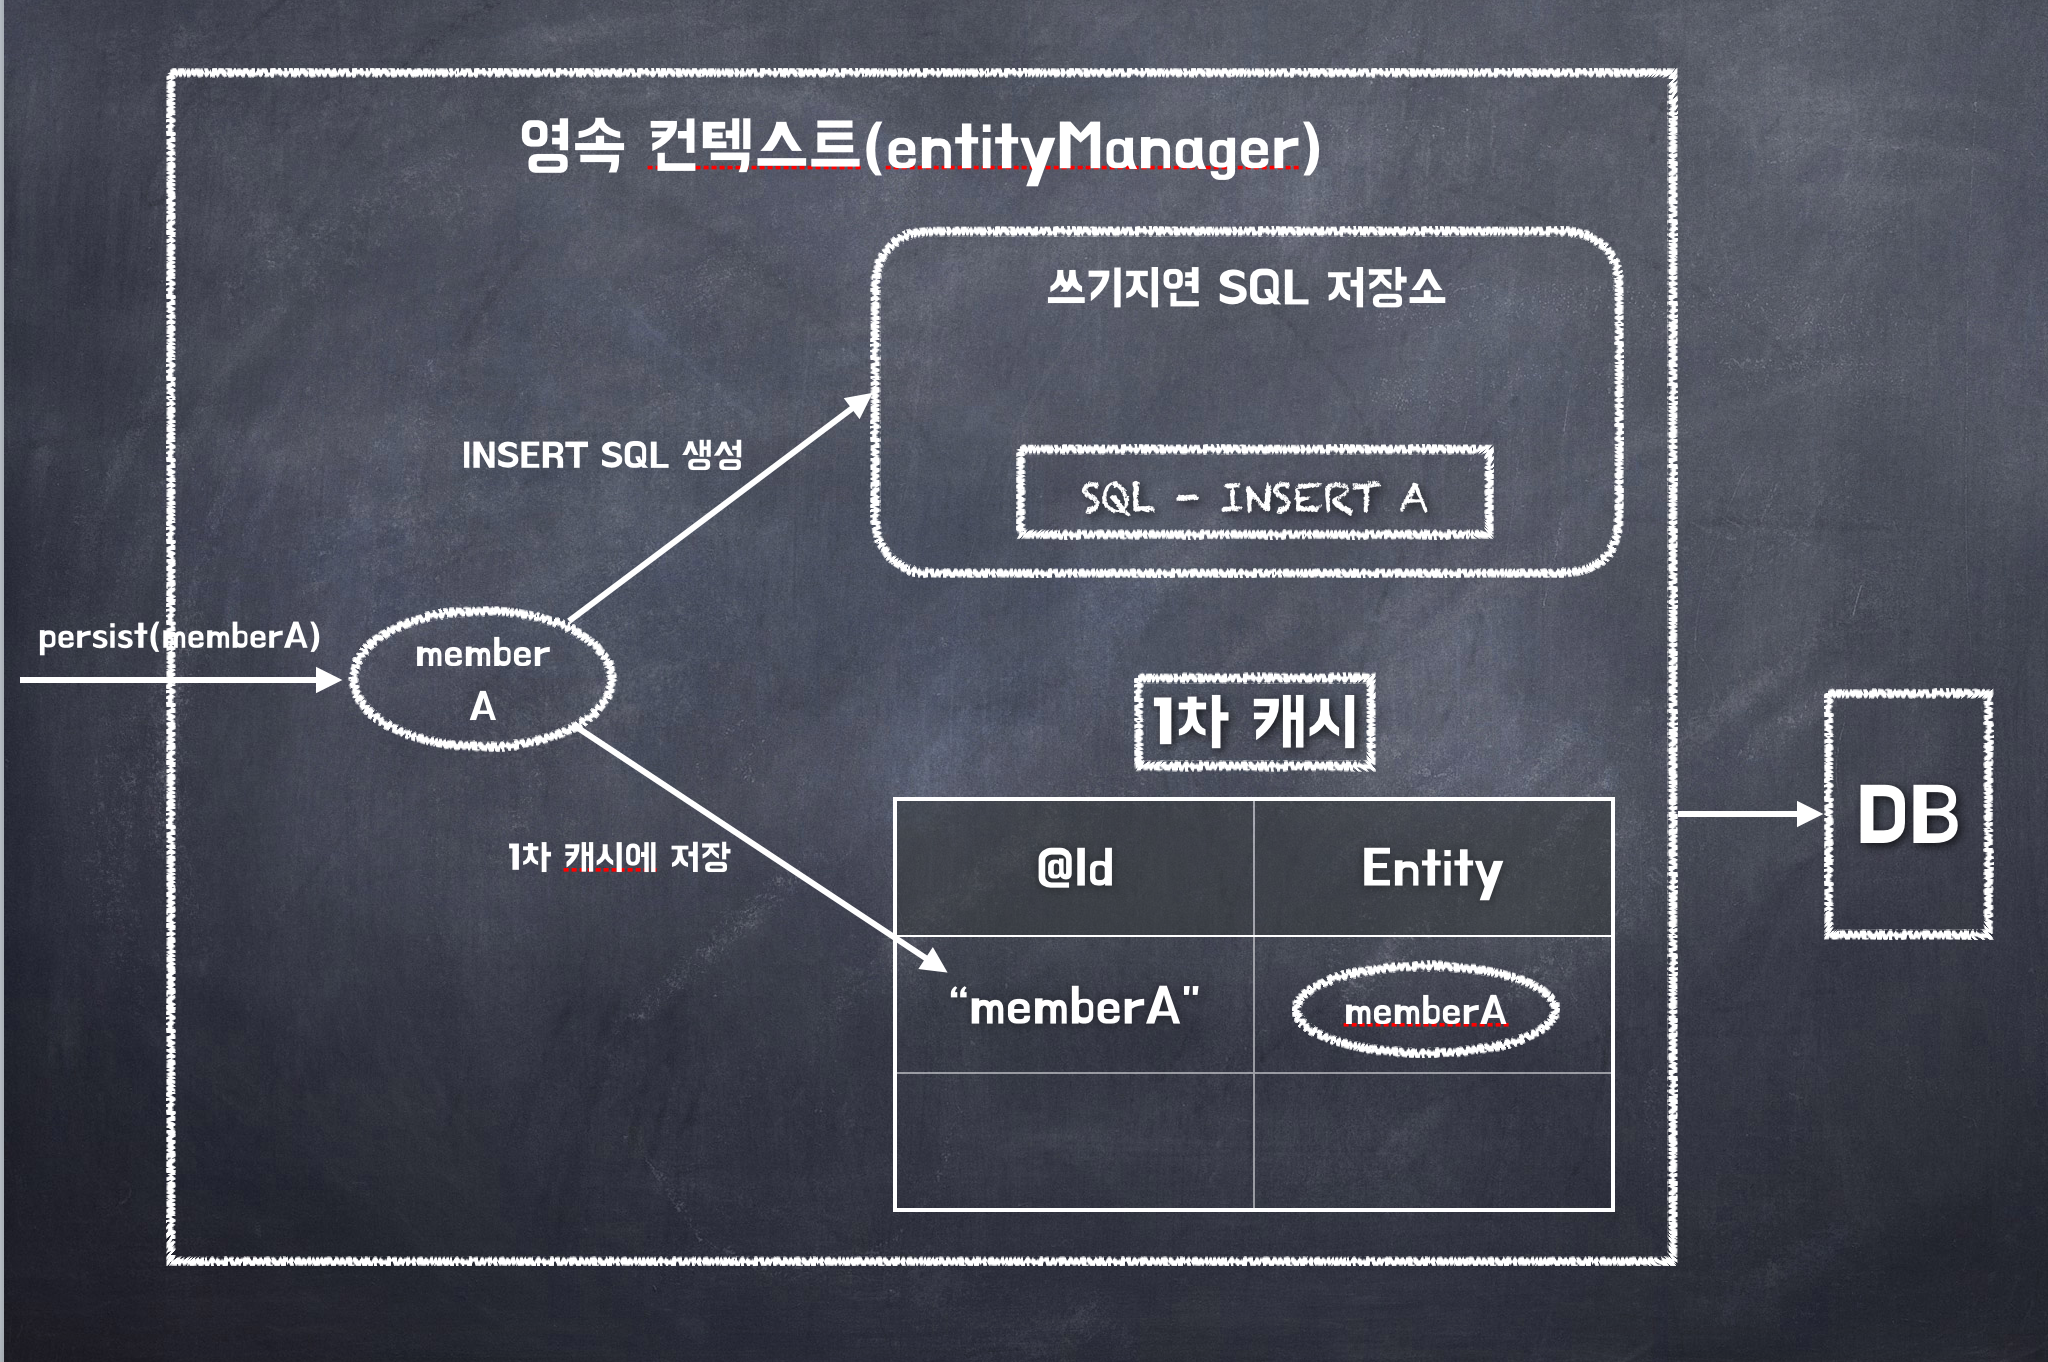 영속 컨텍스트(entityManager)
쓰기지연 SQL 저장소
INSERT SQL 생성
SQL - INSERT A
persist(memberA)
member
A
1차 캐시
DB
1차 캐시에 저장
@Id Entity
“memberA" memberA